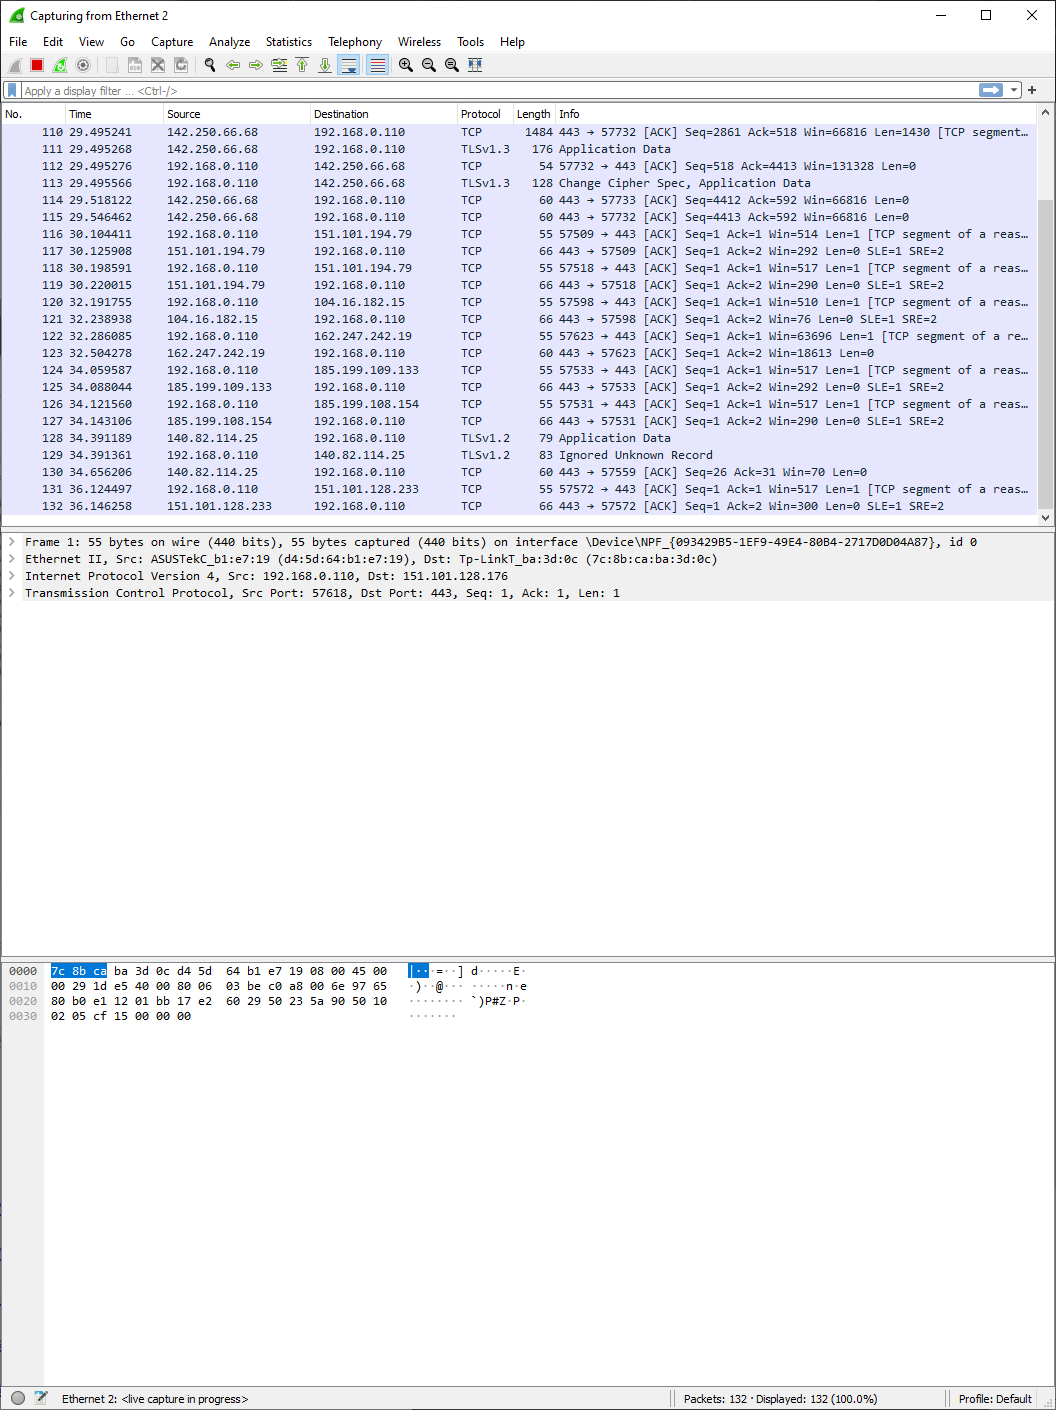 Capturing from Ethernet 2
File Edit View Go Capture Analyze Statistics Telephony Wireless Tools Help
Apply a display filter ... <Ctrl-/>
No. Time Source Destination Protocol Length Info
110 29.495241 142.250.66.68 192.168.0.110 TCP 1484 443 → 57732 [ACK] Seq=2861 Ack=518 Win=66816 Len=1430 [TCP segment…
111 29.495268 142.250.66.68 192.168.0.110 TLSv1.3 176 Application Data
112 29.495276 192.168.0.110 142.250.66.68 TCP 54 57732 → 443 [ACK] Seq=518 Ack=4413 Win=131328 Len=0
113 29.495566 192.168.0.110 142.250.66.68 TLSv1.3 128 Change Cipher Spec, Application Data
114 29.518122 142.250.66.68 192.168.0.110 TCP 60 443 → 57733 [ACK] Seq=4412 Ack=592 Win=66816 Len=0
115 29.546462 142.250.66.68 192.168.0.110 TCP 60 443 → 57732 [ACK] Seq=4413 Ack=592 Win=66816 Len=0
116 30.104411 192.168.0.110 151.101.194.79 TCP 55 57509 → 443 [ACK] Seq=1 Ack=1 Win=514 Len=1 [TCP segment of a reas…
117 30.125908 151.101.194.79 192.168.0.110 TCP 66 443 → 57509 [ACK] Seq=1 Ack=2 Win=292 Len=0 SLE=1 SRE=2
118 30.198591 192.168.0.110 151.101.194.79 TCP 55 57518 → 443 [ACK] Seq=1 Ack=1 Win=517 Len=1 [TCP segment of a reas…
119 30.220015 151.101.194.79 192.168.0.110 TCP 66 443 → 57518 [ACK] Seq=1 Ack=2 Win=290 Len=0 SLE=1 SRE=2
120 32.191755 192.168.0.110 104.16.182.15 TCP 55 57598 → 443 [ACK] Seq=1 Ack=1 Win=510 Len=1 [TCP segment of a reas…
121 32.238938 104.16.182.15 192.168.0.110 TCP 66 443 → 57598 [ACK] Seq=1 Ack=2 Win=76 Len=0 SLE=1 SRE=2
122 32.286085 192.168.0.110 162.247.242.19 TCP 55 57623 → 443 [ACK] Seq=1 Ack=1 Win=63696 Len=1 [TCP segment of a re…
123 32.504278 162.247.242.19 192.168.0.110 TCP 60 443 → 57623 [ACK] Seq=1 Ack=2 Win=18613 Len=0
124 34.059587 192.168.0.110 185.199.109.133 TCP 55 57533 → 443 [ACK] Seq=1 Ack=1 Win=517 Len=1 [TCP segment of a reas…
125 34.088044 185.199.109.133 192.168.0.110 TCP 66 443 → 57533 [ACK] Seq=1 Ack=2 Win=292 Len=0 SLE=1 SRE=2
126 34.121560 192.168.0.110 185.199.108.154 TCP 55 57531 → 443 [ACK] Seq=1 Ack=1 Win=517 Len=1 [TCP segment of a reas…
127 34.143106 185.199.108.154 192.168.0.110 TCP 66 443 → 57531 [ACK] Seq=1 Ack=2 Win=290 Len=0 SLE=1 SRE=2
128 34.391189 140.82.114.25 192.168.0.110 TLSv1.2 79 Application Data
129 34.391361 192.168.0.110 140.82.114.25 TLSv1.2 83 Ignored Unknown Record
130 34.656206 140.82.114.25 192.168.0.110 TCP 60 443 → 57559 [ACK] Seq=26 Ack=31 Win=70 Len=0
131 36.124497 192.168.0.110 151.101.128.233 TCP 55 57572 → 443 [ACK] Seq=1 Ack=1 Win=517 Len=1 [TCP segment of a reas…
132 36.146258 151.101.128.233 192.168.0.110 TCP 66 443 → 57572 [ACK] Seq=1 Ack=2 Win=300 Len=0 SLE=1 SRE=2
Frame 1: 55 bytes on wire (440 bits), 55 bytes captured (440 bits) on interface \Device\NPF_{093429B5-1EF9-49E4-80B4-2717D0D04A87}, id 0
Ethernet II, Src: ASUSTekC_b1:e7:19 (d4:5d:64:b1:e7:19), Dst: Tp-LinkT_ba:3d:0c (7c:8b:ca:ba:3d:0c)
Internet Protocol Version 4, Src: 192.168.0.110, Dst: 151.101.128.176
Transmission Control Protocol, Src Port: 57618, Dst Port: 443, Seq: 1, Ack: 1, Len: 1
0000 7c 8b ca ba 3d 0c d4 5d 64 b1 e7 19 08 00 45 00 |···=··] d·····E·
0010 00 29 1d e5 40 00 80 06 03 be c0 a8 00 6e 97 65 ·)··@··· ·····n·e
0020 80 b0 e1 12 01 bb 17 e2 60 29 50 23 5a 90 50 10 ········ `)P#Z·P·
0030 02 05 cf 15 00 00 00 ·······
Ethernet 2: <live capture in progress> Packets: 132 · Displayed: 132 (100.0%) Profile: Default